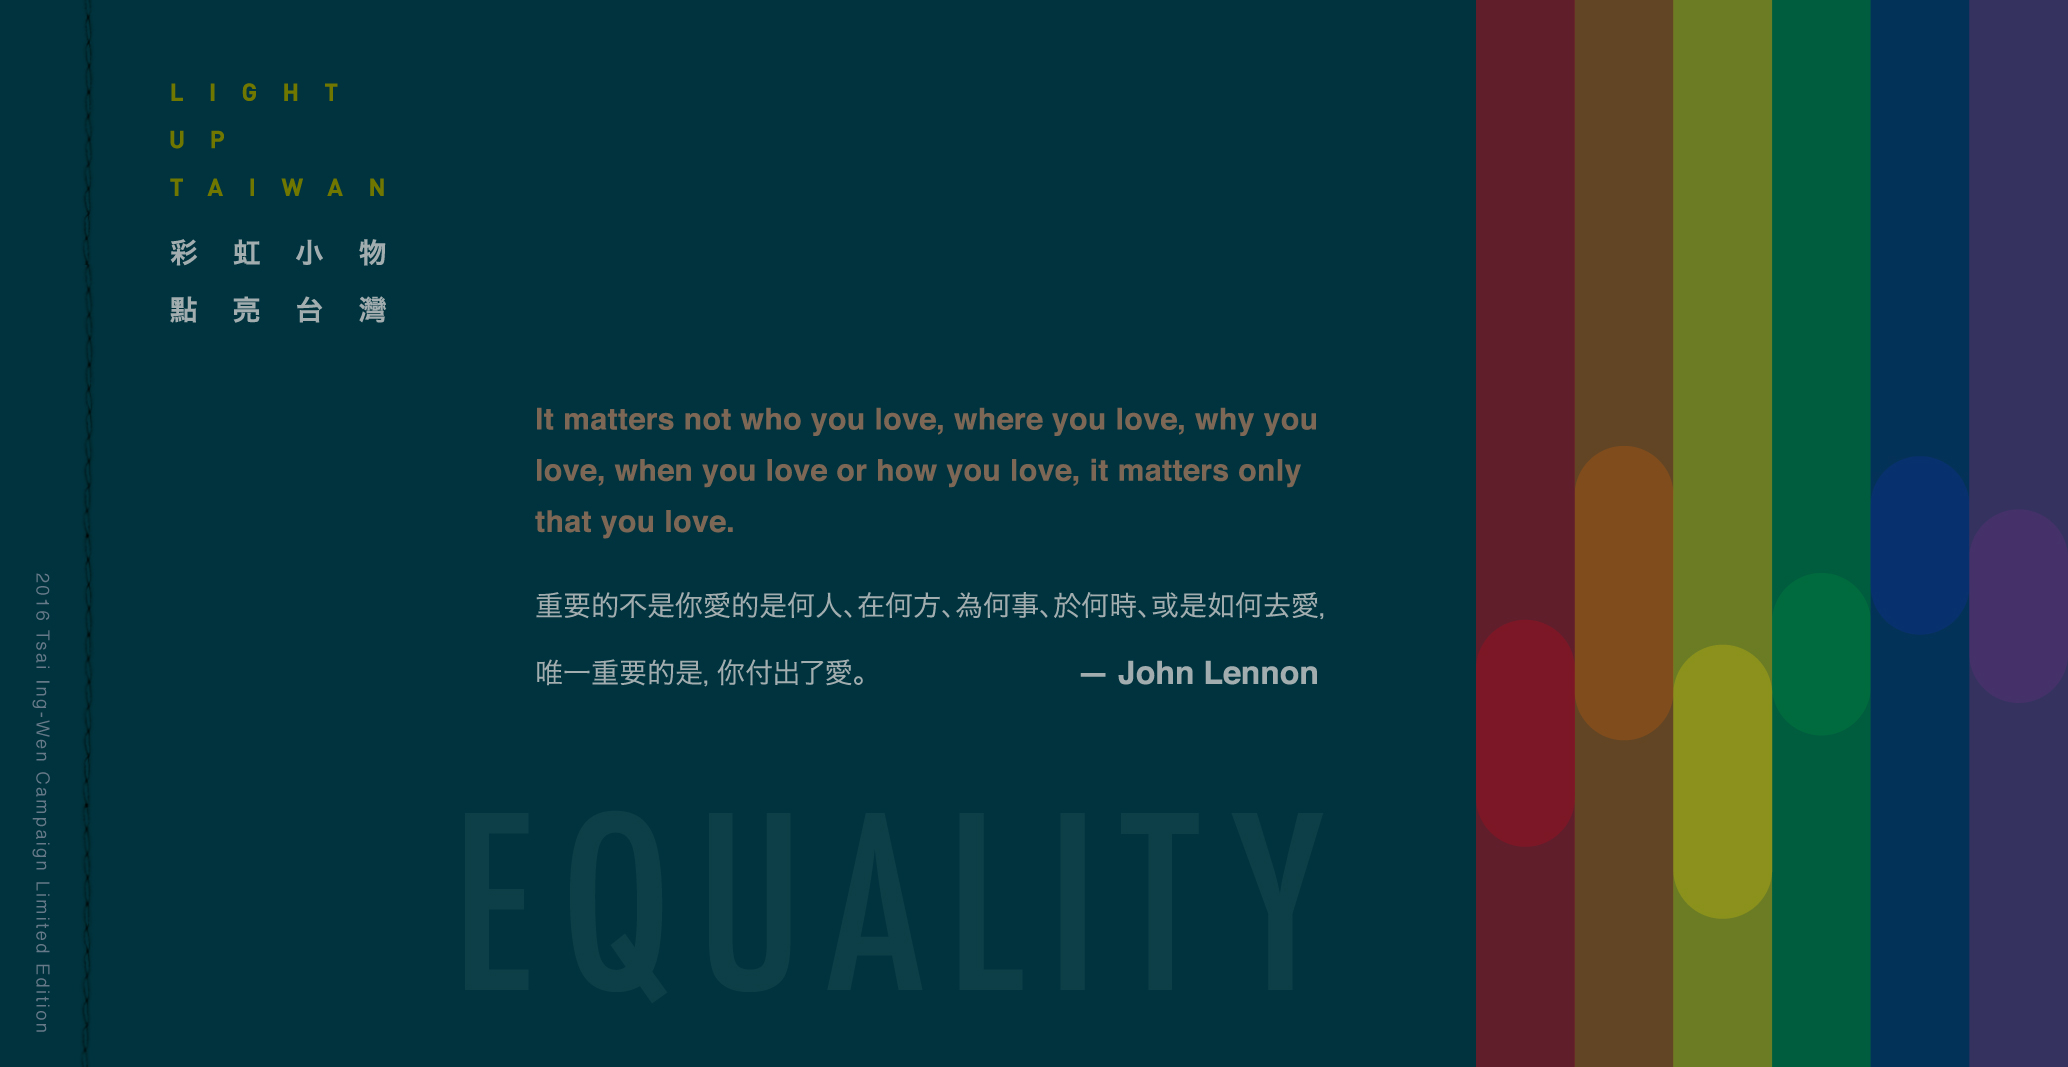 LIGHT
UP
TAIWAN
彩虹小物
點亮台灣
It matters not who you love, where you love, why you
love, when you love or how you love, it matters only
that you love.
重要的不是你愛的是何人、在何方、為何事、於何時、或是如何去愛,
唯一重要的是, 你付出了愛。
— John Lennon
EQUALITY
2016 Tsai Ing-Wen Campaign Limited Edition